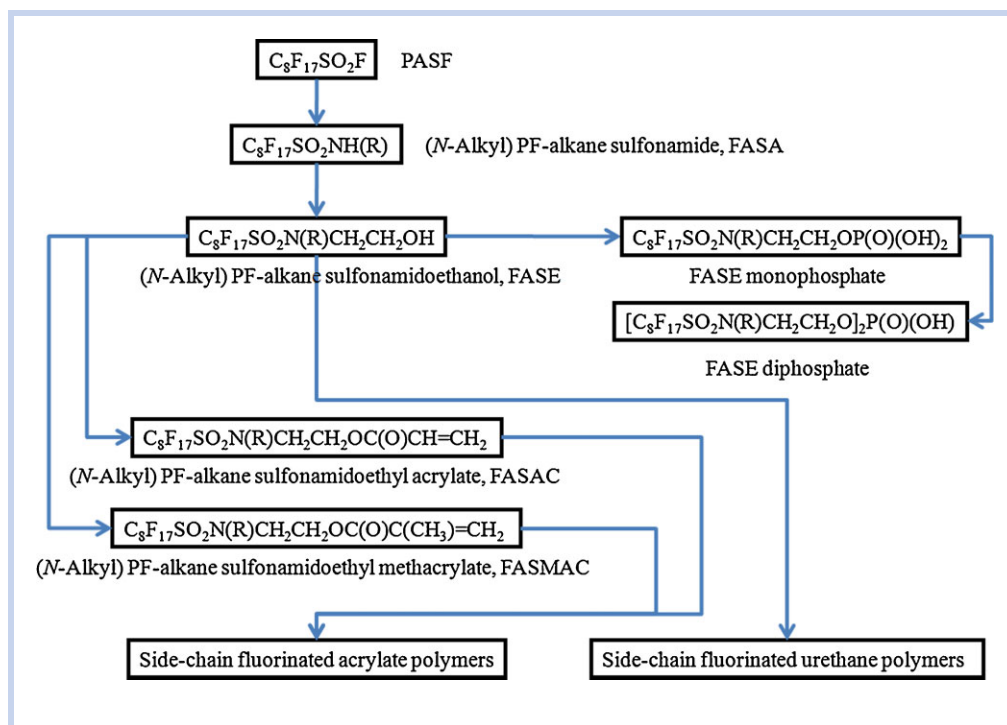 C₈F₁₇SO₂F PASF
C₈F₁₇SO₂NH(R) (N-Alkyl) PF-alkane sulfonamide, FASA
C₈F₁₇SO₂N(R)CH₂CH₂OH
(N-Alkyl) PF-alkane sulfonamidoethanol, FASE
C₈F₁₇SO₂N(R)CH₂CH₂OP(O)(OH)₂
FASE monophosphate
[C₈F₁₇SO₂N(R)CH₂CH₂O]₂P(O)(OH)
FASE diphosphate
C₈F₁₇SO₂N(R)CH₂CH₂OC(O)CH=CH₂
(N-Alkyl) PF-alkane sulfonamidoethyl acrylate, FASAC
C₈F₁₇SO₂N(R)CH₂CH₂OC(O)C(CH₃)=CH₂
(N-Alkyl) PF-alkane sulfonamidoethyl methacrylate, FASMAC
Side-chain fluorinated acrylate polymers
Side-chain fluorinated urethane polymers